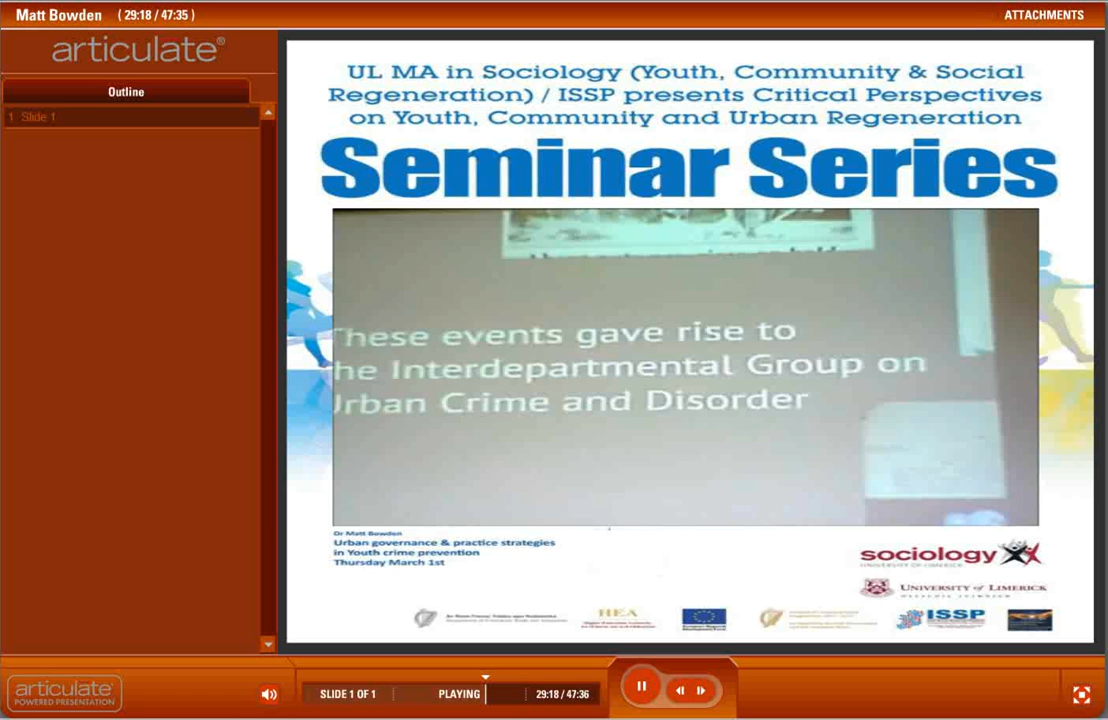 Matt Bowden ( 29:18 / 47:35 )
ATTACHMENTS
articulate®
Outline
1 Slide 1
UL MA in Sociology (Youth, Community & Social
Regeneration) / ISSP presents Critical Perspectives
on Youth, Community and Urban Regeneration
Seminar Series
These events gave rise to
he Interdepartmental Group on
Urban Crime and Disorder
Dr Matt Bowden
Urban governance & practice strategies
in Youth crime prevention
Thursday March 1st
sociology
UNIVERSITY OF LIMERICK
UNIVERSITY of LIMERICK
HEA
ISSP
articulate®
POWERED PRESENTATION
SLIDE 1 OF 1
PLAYING
29:18 / 47:36